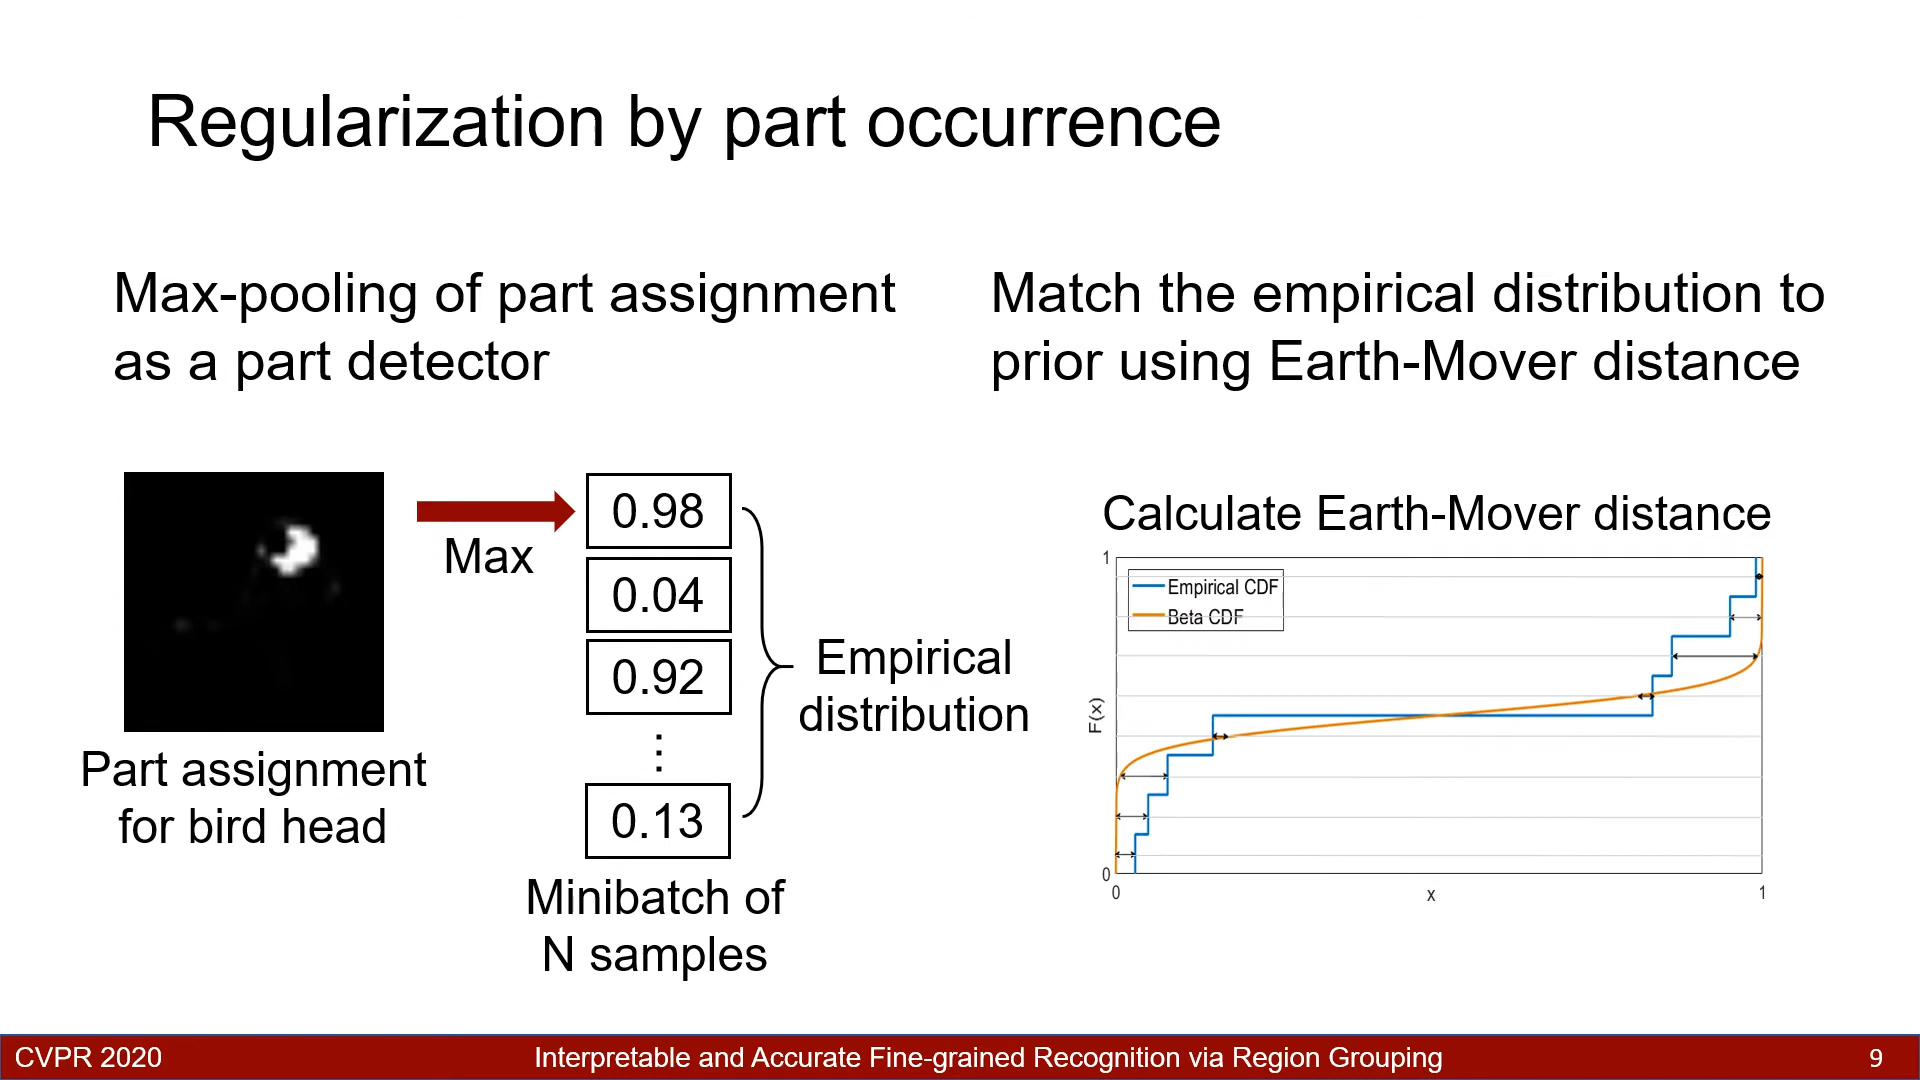 Regularization by part occurrence
Max-pooling of part assignment
as a part detector
Match the empirical distribution to
prior using Earth-Mover distance
Max
0.98
0.04
0.92
⋮
0.13
Empirical
distribution
Part assignment
for bird head
Minibatch of
N samples
Calculate Earth-Mover distance
1
Empirical CDF
Beta CDF
F(x)
0
0
x
1
CVPR 2020
Interpretable and Accurate Fine-grained Recognition via Region Grouping
9